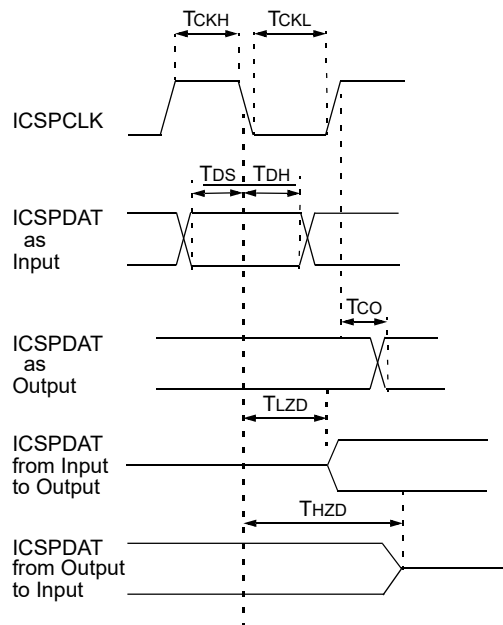 TCKH TCKL
ICSPCLK
TDS TDH
ICSPDAT
as
Input
TCO
ICSPDAT
as
Output
TLZD
ICSPDAT
from Input
to Output
THZD
ICSPDAT
from Output
to Input